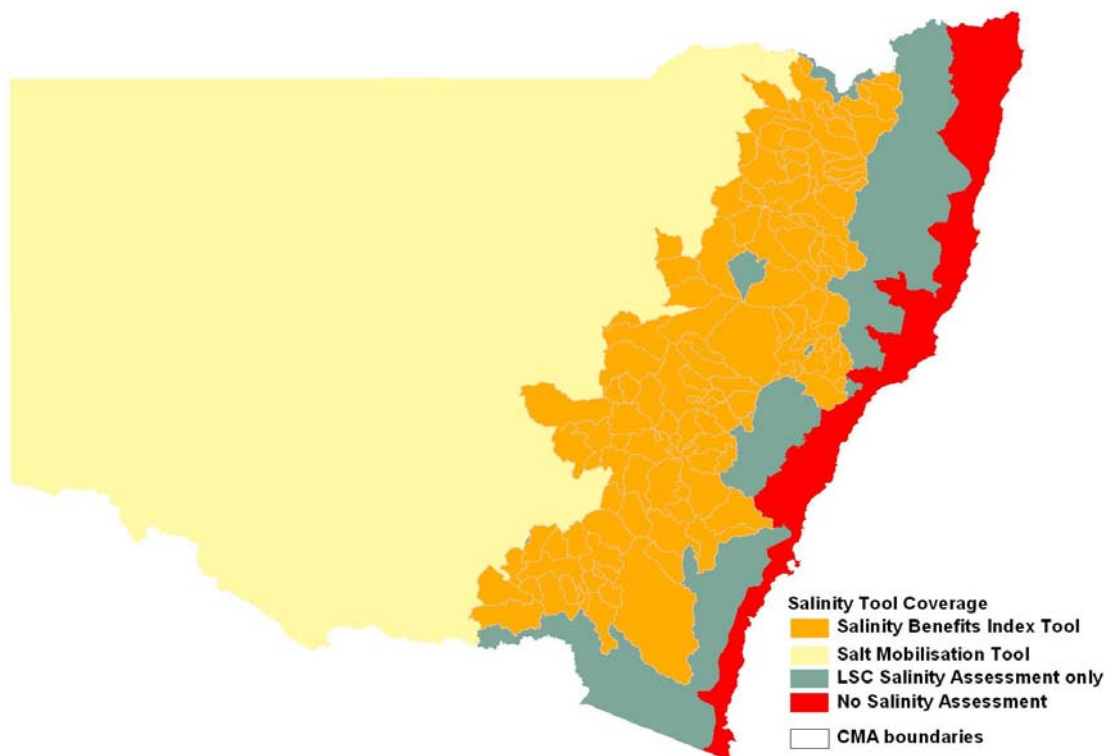 Salinity Tool Coverage
Salinity Benefits Index Tool
Salt Mobilisation Tool
LSC Salinity Assessment only
No Salinity Assessment
CMA boundaries